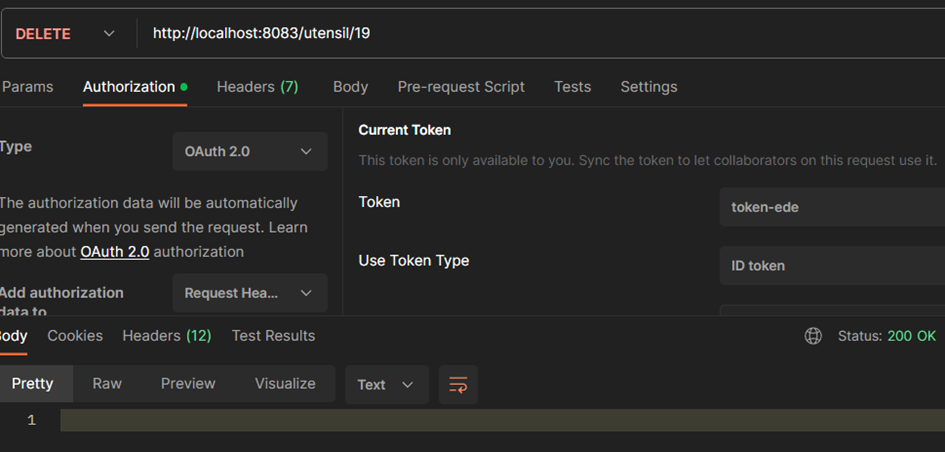 DELETE http://localhost:8083/utensil/19
Params Authorization Headers (7) Body Pre-request Script Tests Settings
Type OAuth 2.0
The authorization data will be automatically
generated when you send the request. Learn
more about OAuth 2.0 authorization
Add authorization
data to
Request Hea...
Current Token
This token is only available to you. Sync the token to let collaborators on this request use it.
Token token-ede
Use Token Type ID token
Body Cookies Headers (12) Test Results Status: 200 OK
Pretty Raw Preview Visualize Text
1